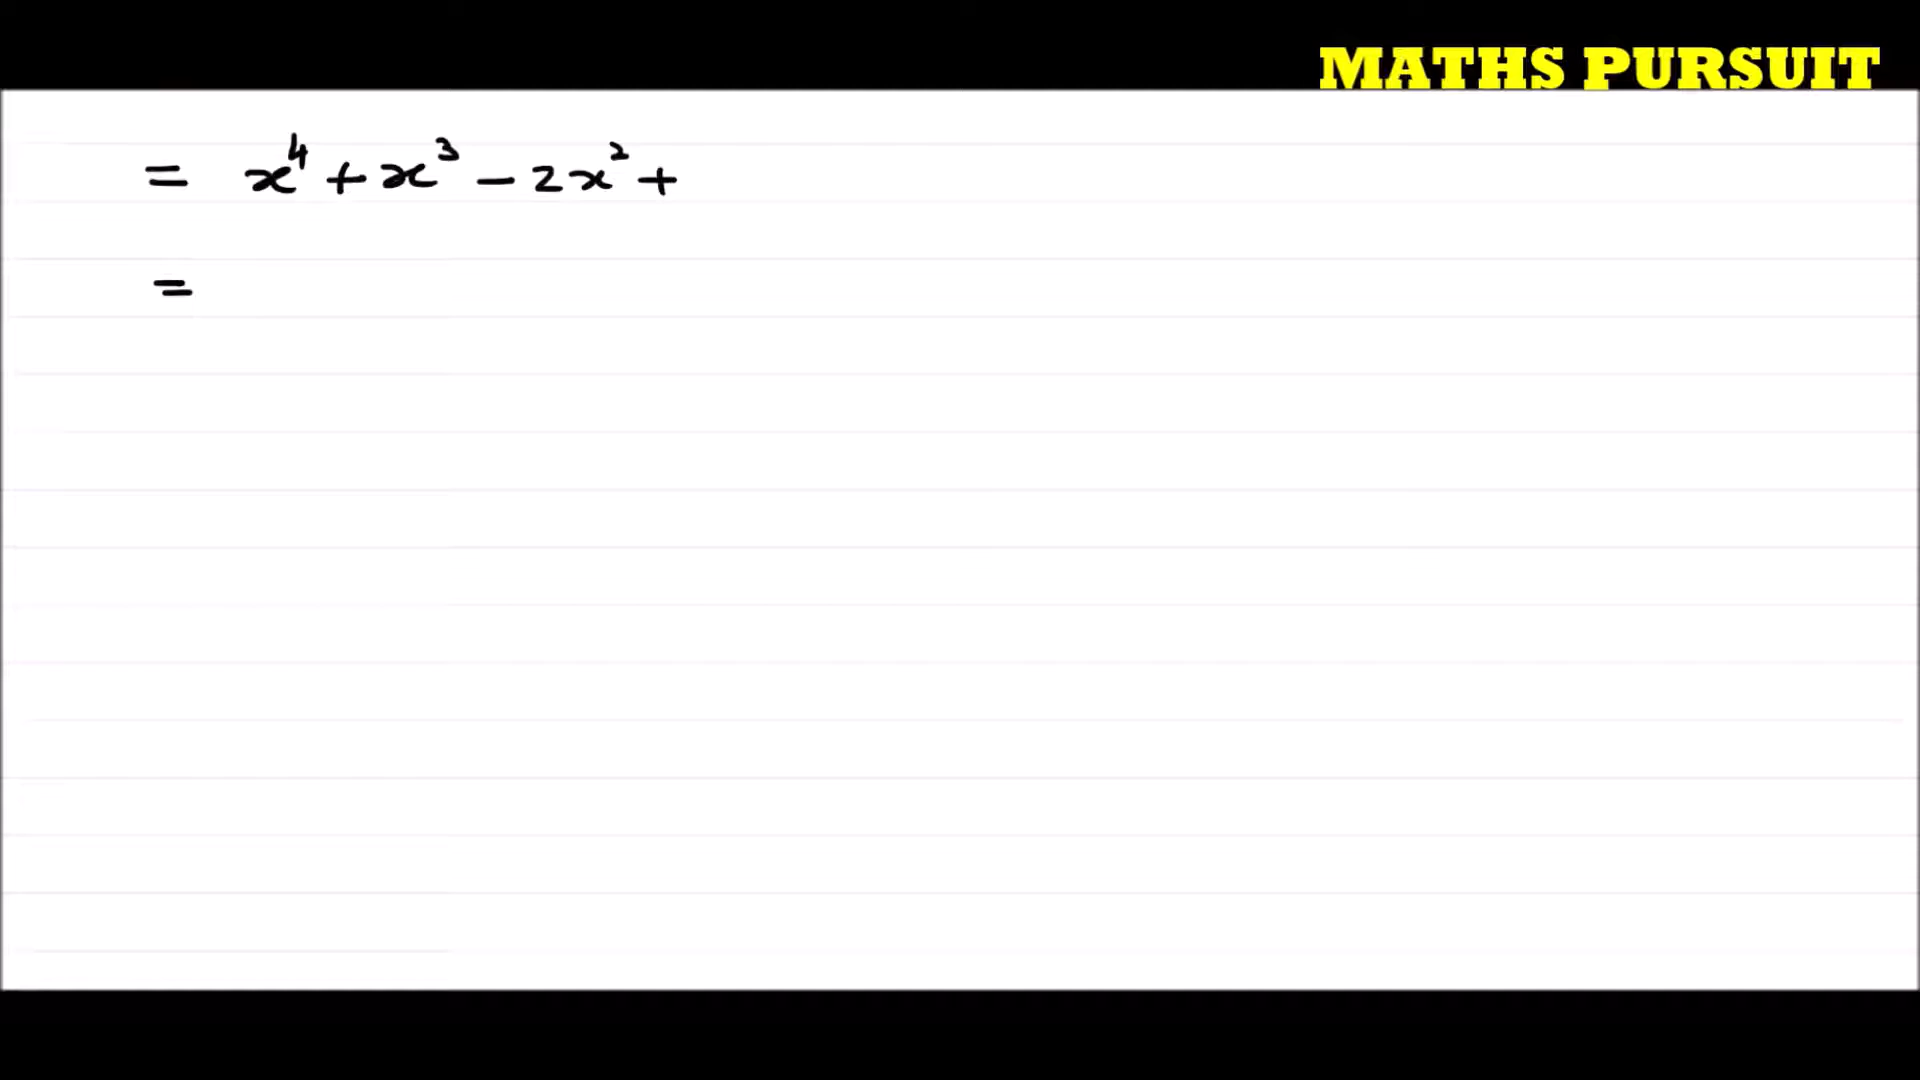 MATHS PURSUIT
= x⁴ + x³ - 2x² +
=